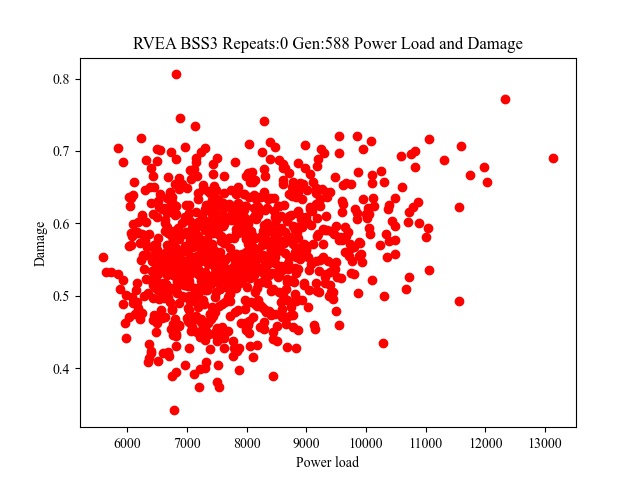 RVEA BSS3 Repeats:0 Gen:588 Power Load and Damage
0.8
0.7
0.6
0.5
0.4
Damage
6000 7000 8000 9000 10000 11000 12000 13000
Power load